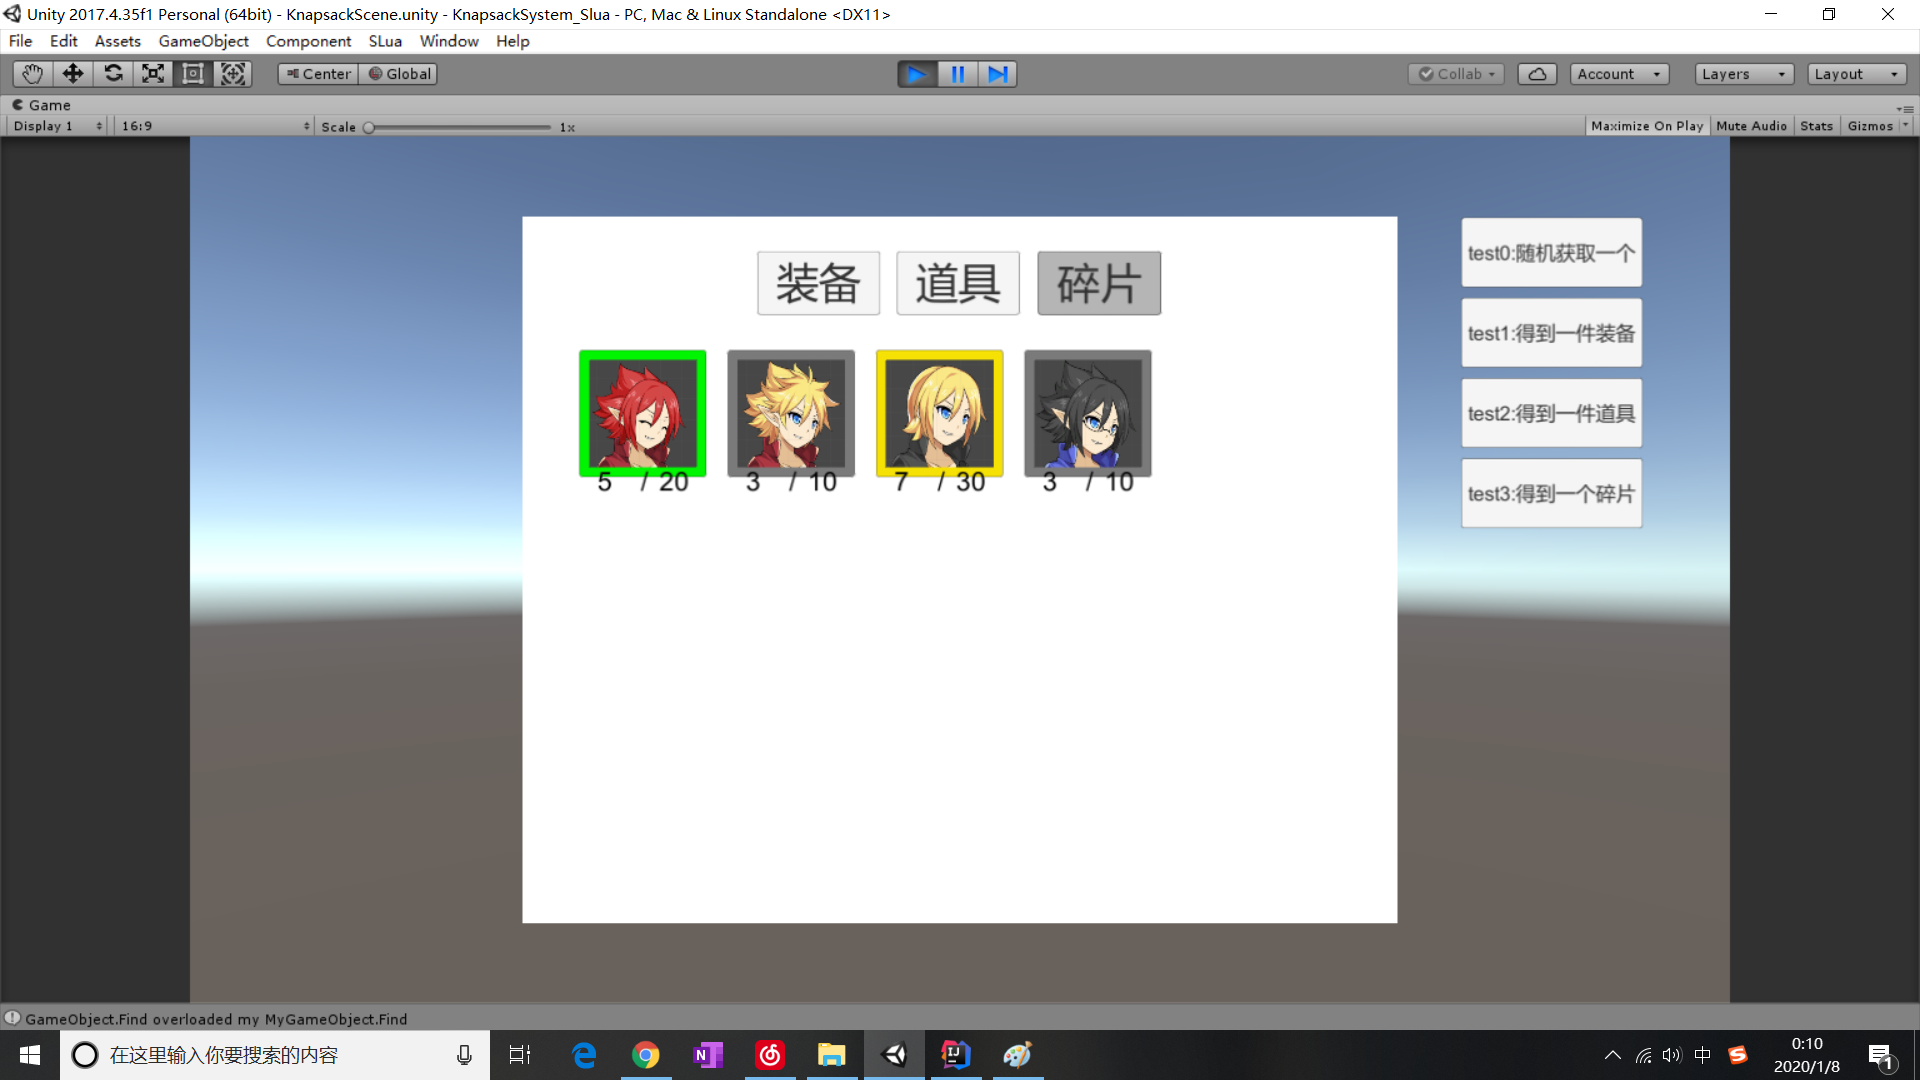 Unity 2017.4.35f1 Personal (64bit) - KnapsackScene.unity - KnapsackSystem_Slua - PC, Mac & Linux Standalone <DX11>
File Edit Assets GameObject Component SLua Window Help
Center Global Collab Account Layers Layout
Game
Display 1 16:9 Scale 1x Maximize On Play Mute Audio Stats Gizmos
装备 道具 碎片
test0:随机获取一个
test1:得到一件装备
test2:得到一件道具
test3:得到一个碎片
5 / 20 3 / 10 7 / 30 3 / 10
GameObject.Find overloaded my MyGameObject.Find
在这里输入你要搜索的内容
中
0:10
2020/1/8
1